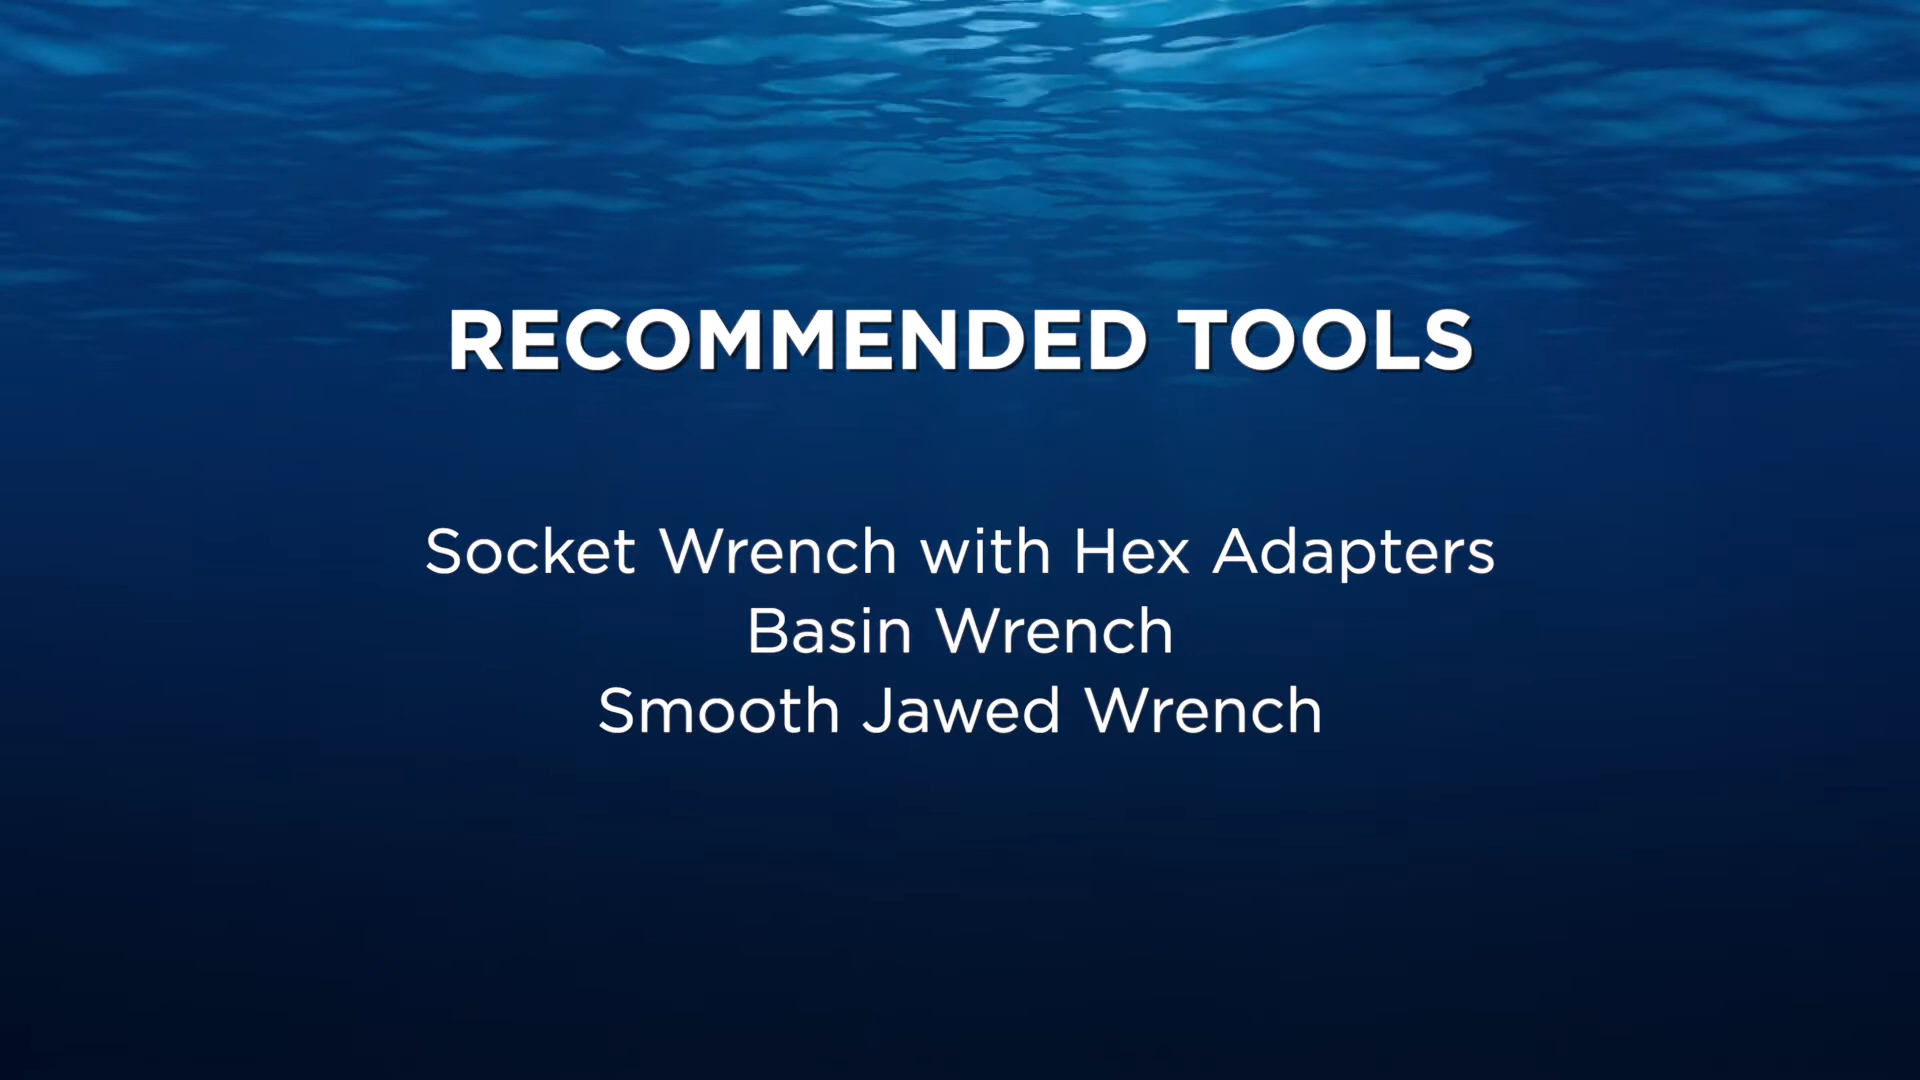 RECOMMENDED TOOLS
Socket Wrench with Hex Adapters
Basin Wrench
Smooth Jawed Wrench